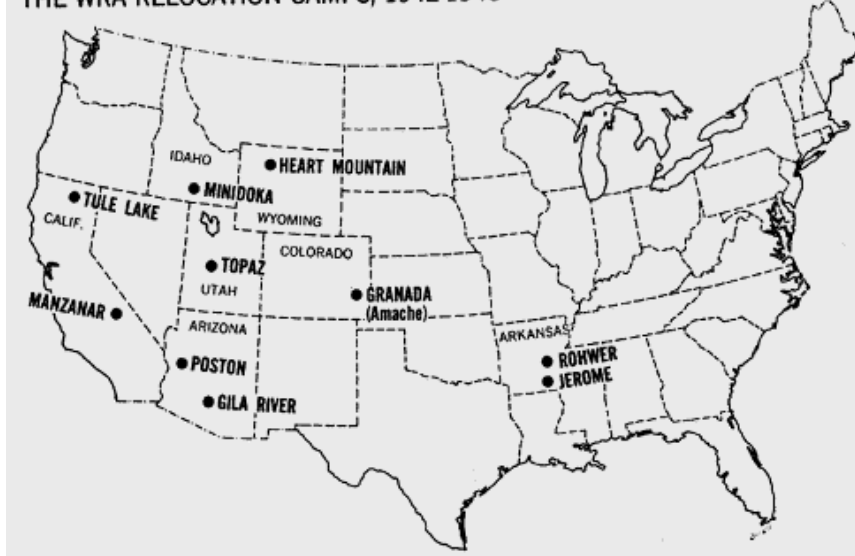 THE WRA RELOCATION CAMPS, 1942-
IDAHO
HEART MOUNTAIN
MINIDOKA
TULE LAKE
CALIF.
WYOMING
COLORADO
TOPAZ
UTAH
GRANADA
(Amache)
MANZANAR
ARIZONA
ARKANSAS
ROHWER
POSTON
JEROME
GILA RIVER